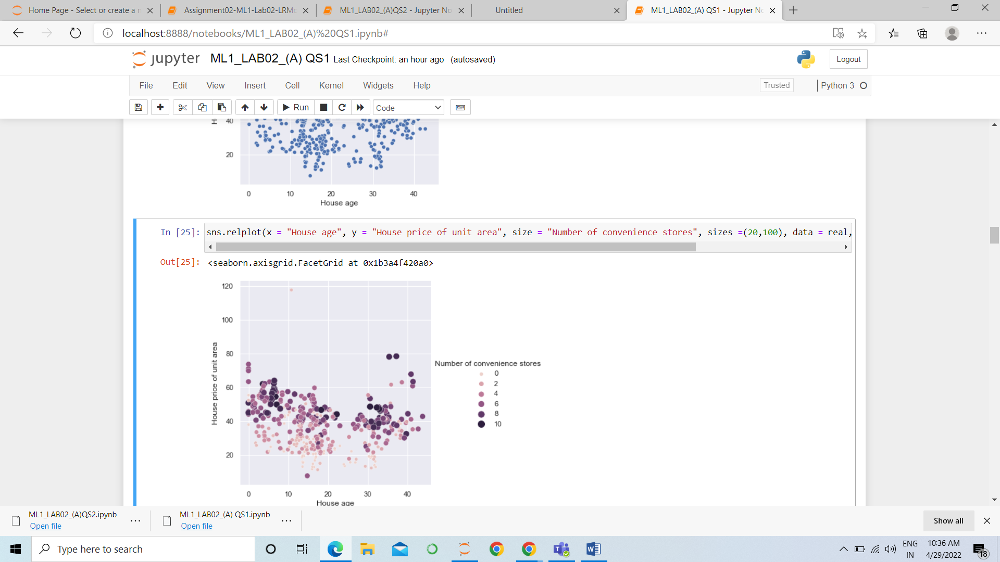 Home Page - Select or create a n
Assignment02-ML1-Lab02-LRMo
ML1_LAB02_(A)QS2 - Jupyter No
Untitled
ML1_LAB02_(A) QS1 - Jupyter No
localhost:8888/notebooks/ML1_LAB02_(A)%20QS1.ipynb#
jupyter ML1_LAB02_(A) QS1 Last Checkpoint: an hour ago (autosaved)
Logout
File Edit View Insert Cell Kernel Widgets Help
Trusted
Python 3
Run
Code
40
20
0 10 20 30 40
House age
In [25]: sns.relplot(x = "House age", y = "House price of unit area", size = "Number of convenience stores", sizes =(20,100), data = real,
Out[25]: <seaborn.axisgrid.FacetGrid at 0x1b3a4f420a0>
120
100
80
60
40
20
House price of unit area
0 10 20 30 40
House age
Number of convenience stores
0
2
4
6
8
10
ML1_LAB02_(A)QS2.ipynb
Open file
ML1_LAB02_(A) QS1.ipynb
Open file
Show all
Type here to search
ENG
IN
10:36 AM
4/29/2022
18